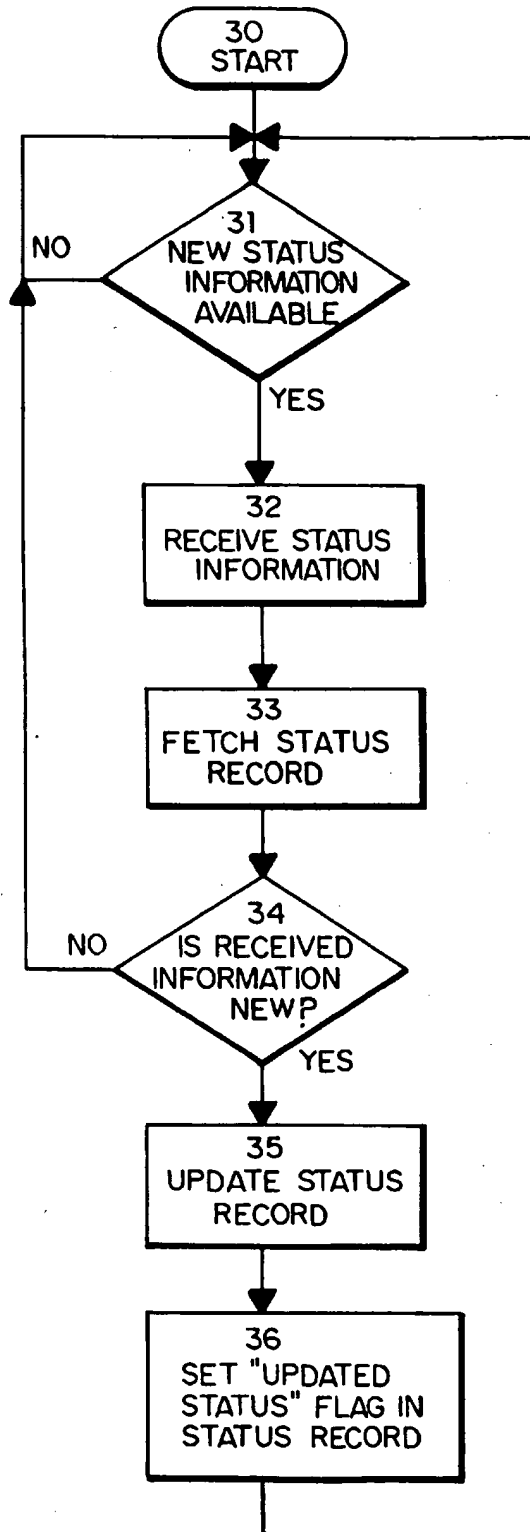 30
START
NO
31
NEW STATUS
INFORMATION
AVAILABLE
YES
32
RECEIVE STATUS
INFORMATION
33
FETCH STATUS
RECORD
NO
34
IS RECEIVED
INFORMATION
NEW?
YES
35
UPDATE STATUS
RECORD
36
SET "UPDATED
STATUS" FLAG IN
STATUS RECORD